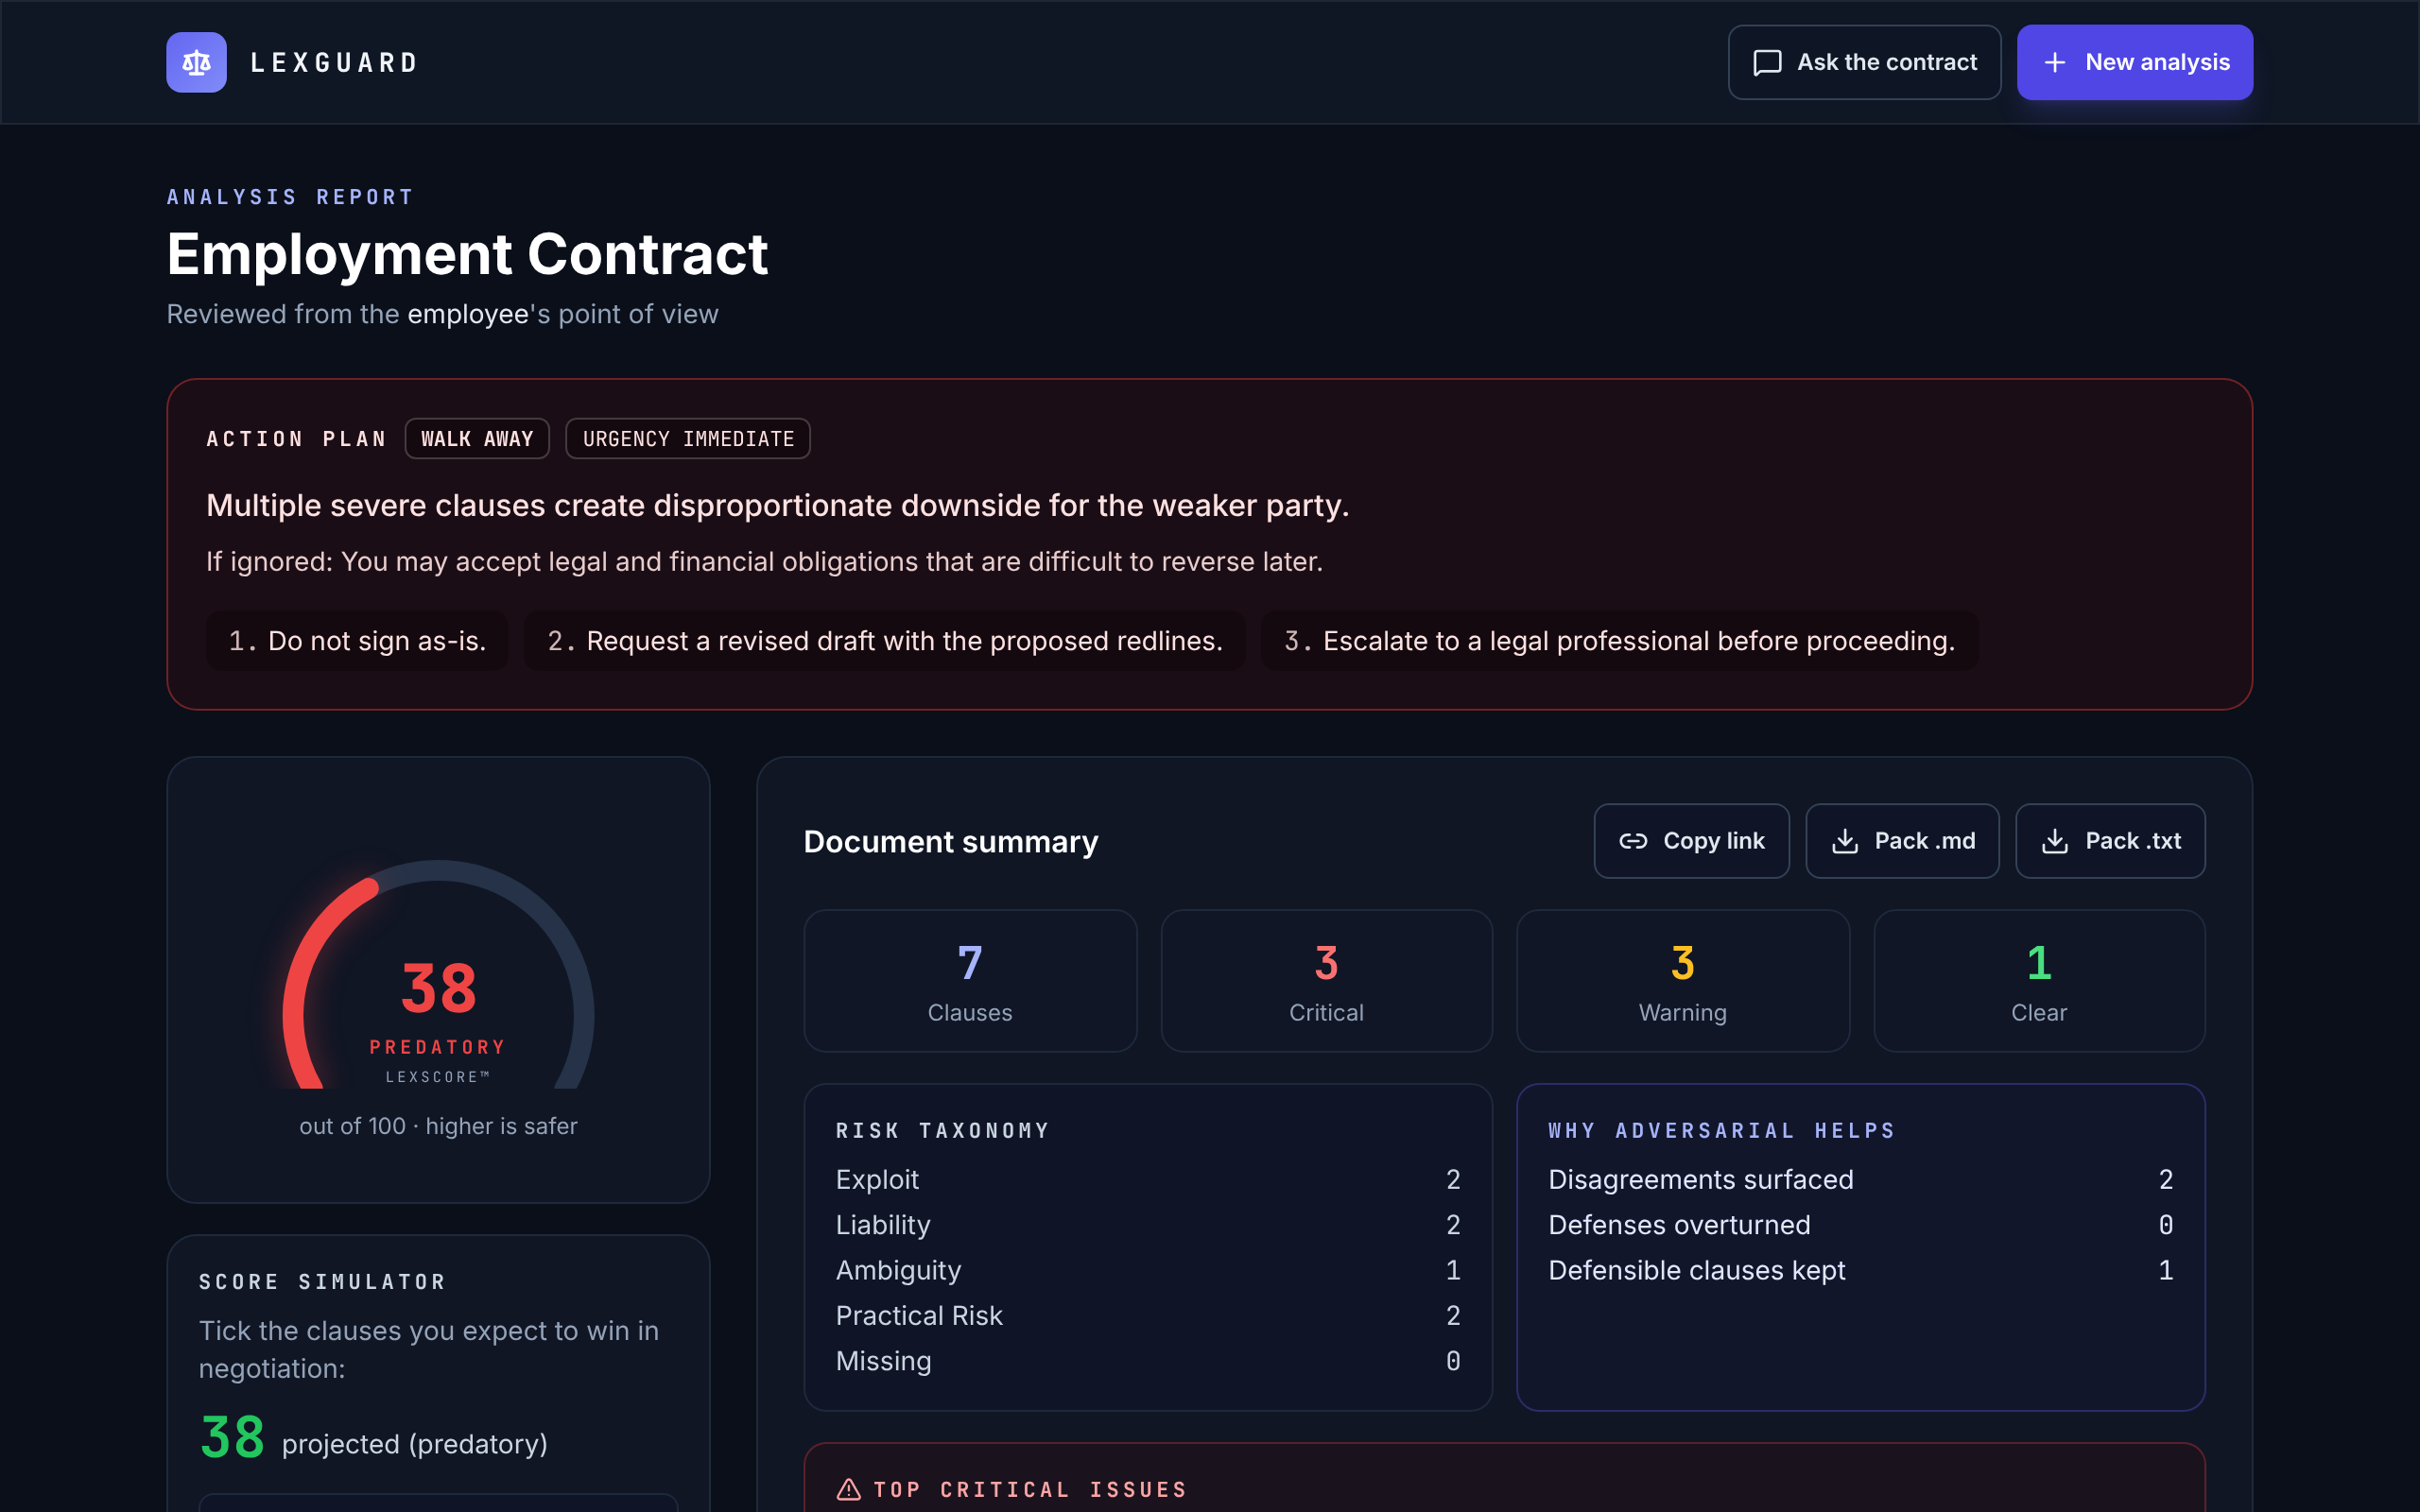 LEXGUARD
Ask the contract
New analysis
ANALYSIS REPORT
Employment Contract
Reviewed from the employee's point of view
ACTION PLAN
WALK AWAY
URGENCY IMMEDIATE
Multiple severe clauses create disproportionate downside for the weaker party.
If ignored: You may accept legal and financial obligations that are difficult to reverse later.
1. Do not sign as-is.
2. Request a revised draft with the proposed redlines.
3. Escalate to a legal professional before proceeding.
38
PREDATORY
LEXSCORE™
out of 100 · higher is safer
SCORE SIMULATOR
Tick the clauses you expect to win in
negotiation:
38 projected (predatory)
Document summary
Copy link
Pack .md
Pack .txt
7
Clauses
3
Critical
3
Warning
1
Clear
RISK TAXONOMY
Exploit 2
Liability 2
Ambiguity 1
Practical Risk 2
Missing 0
WHY ADVERSARIAL HELPS
Disagreements surfaced 2
Defenses overturned 0
Defensible clauses kept 1
TOP CRITICAL ISSUES